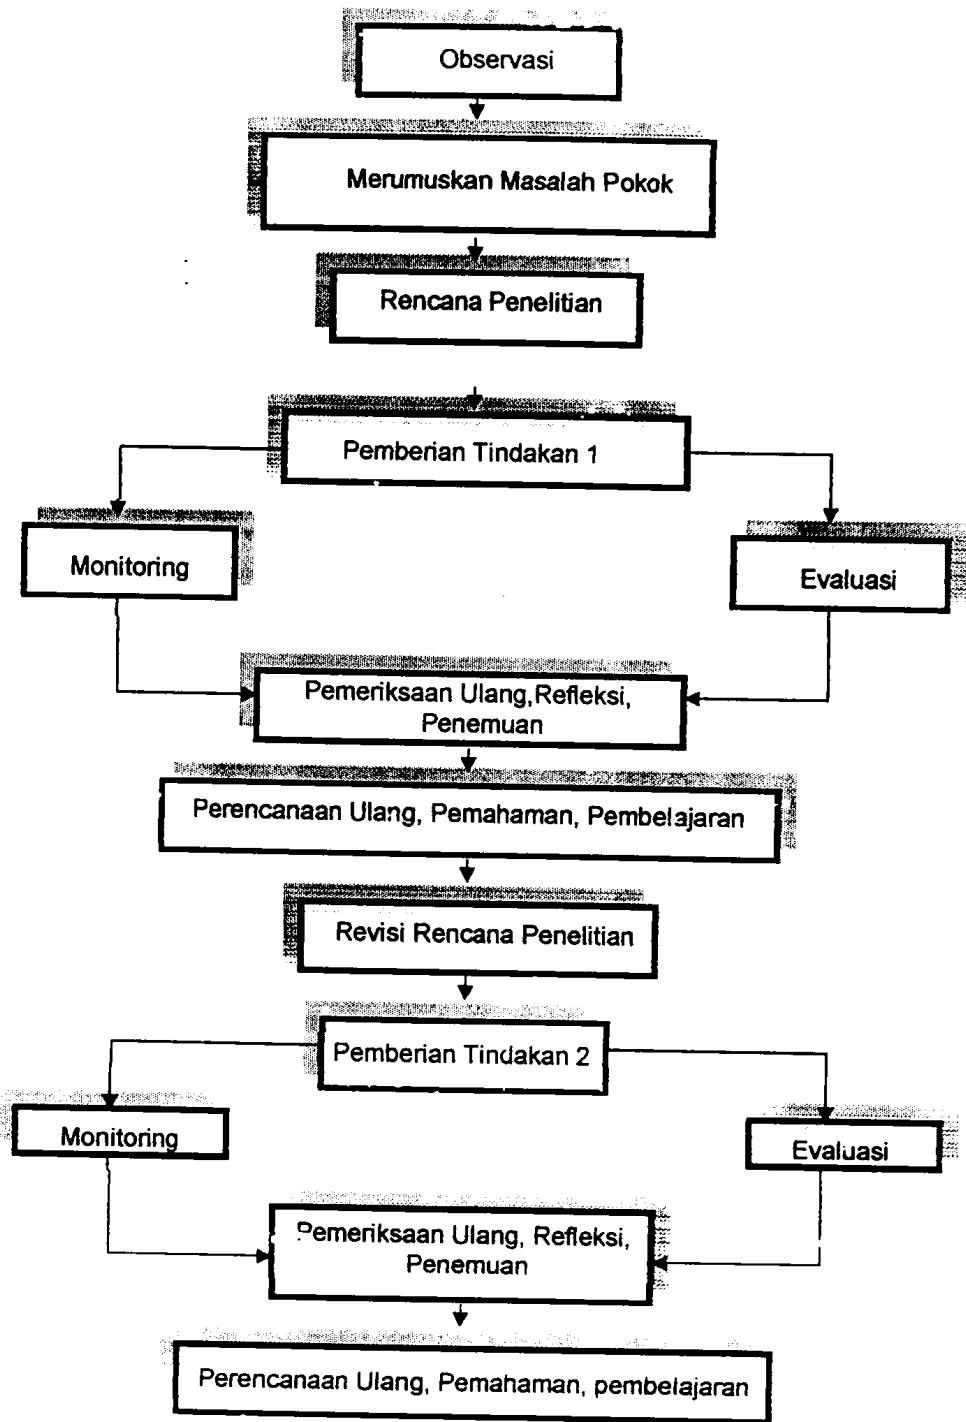 Observasi
Merumuskan Masalah Pokok
Rencana Penelitian
Pemberian Tindakan 1
Monitoring
Evaluasi
Pemeriksaan Ulang,Refleksi,
Penemuan
Perencanaan Ulang, Pemahaman, Pembelajaran
Revisi Rencana Penelitian
Pemberian Tindakan 2
Monitoring
Evaluasi
Pemeriksaan Ulang, Refleksi,
Penemuan
Perencanaan Ulang, Pemahaman, pembelajaran